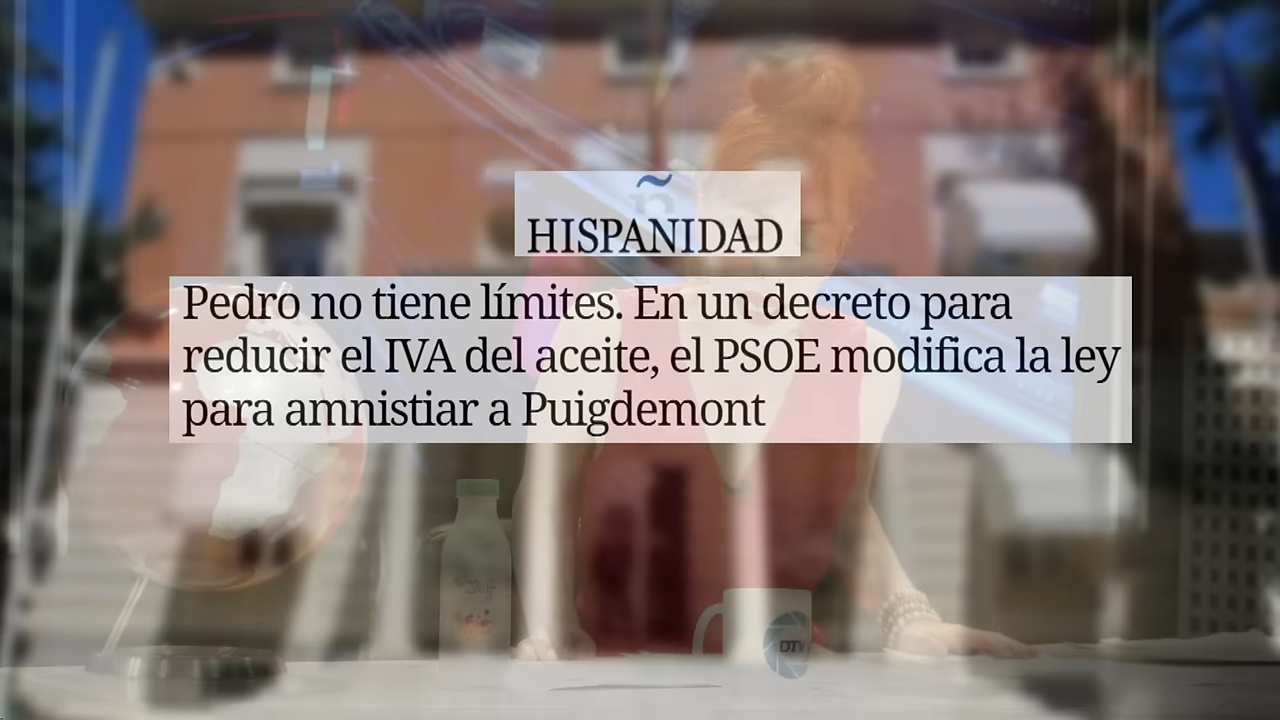 HISPANIDAD
Pedro no tiene límites. En un decreto para
reducir el IVA del aceite, el PSOE modifica la ley
para amnistiar a Puigdemont
DTV